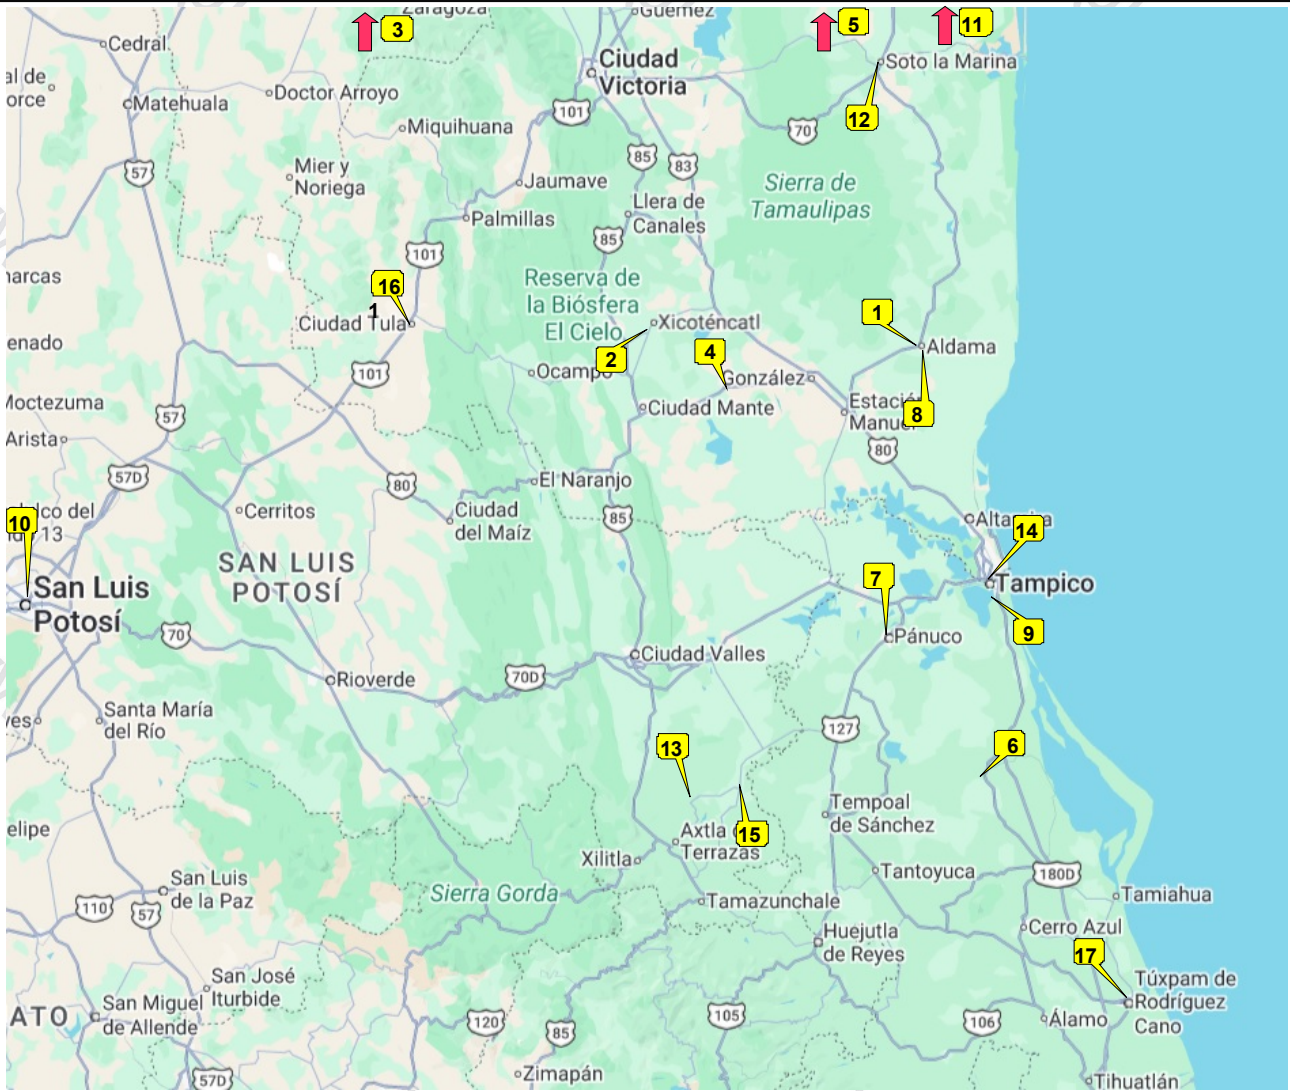 Zaragoza
Güémez
3
5
11
Cedral
Ciudad
Victoria
Soto la Marina
al de
orce
Matehuala
Doctor Arroyo
101
12
Miquihuana
70
57
85
83
Mier y
Noriega
Jaumave
Sierra de
Tamaulipas
Llera de
Canales
Palmillas
85
101
arcas
Reserva de
la Biósfera
El Cielo
16
1
Ciudad Tula
Xicoténcatl
1
Aldama
enado
2
4
101
Ocampo
González
Moctezuma
Ciudad Mante
Manuel
8
57
Arista
80
57D
El Naranjo
80
Cerritos
Ciudad
del Maíz
85
lco del
10
13
14
SAN LUIS
POTOSÍ
7
Tampico
San Luis
Potosí
9
70
Pánuco
Ciudad Valles
Rioverde
70D
Santa María
del Río
127
13
6
Tempoal
de Sánchez
15
Axtla
Terrazas
elipe
Xilitla
Tantoyuca
180D
San Luis
de la Paz
Sierra Gorda
Tamiahua
110
57
Tamazunchale
Cerro Azul
Huejutla
de Reyes
17
San José
Iturbide
Túxpam de
Rodríguez
Cano
ATO
San Miguel
de Allende
120
85
105
106
Álamo
57D
Zimapán
Tihuatlán